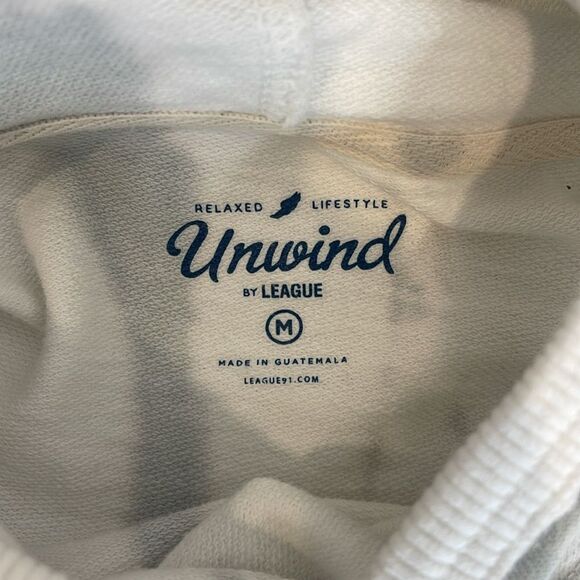 RELAXED LIFESTYLE
Unwind
BY LEAGUE
M
MADE IN GUATEMALA
LEAGUE91.COM